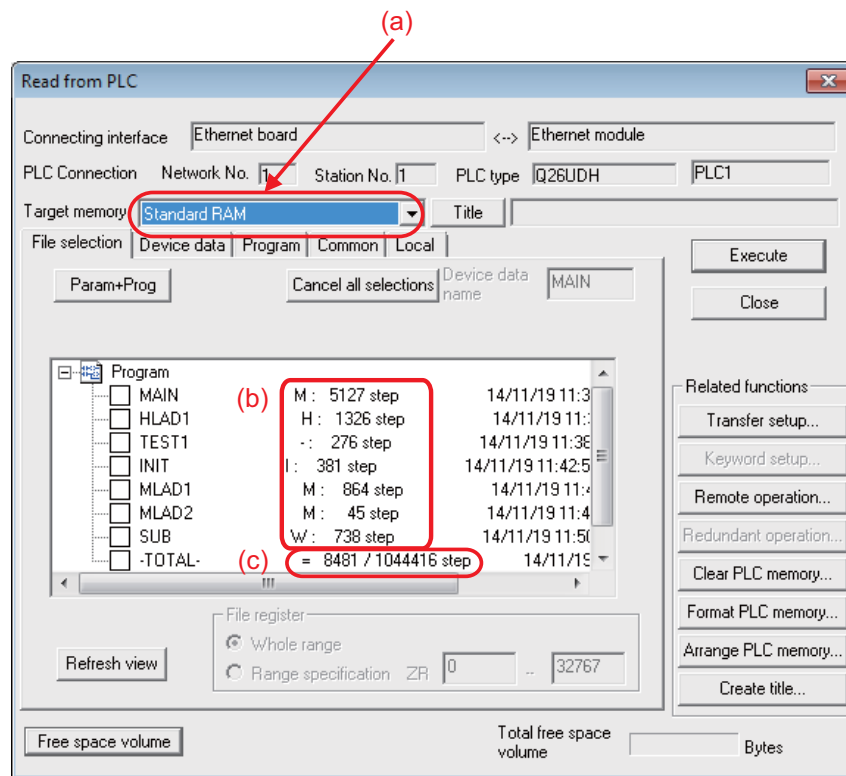 (a)
Read from PLC
Connecting interface Ethernet board <--> Ethernet module
PLC Connection Network No. 1 Station No. 1 PLC type Q26UDH PLC1
Target memory Standard RAM Title
File selection Device data Program Common Local
Execute
Param+Prog Cancel all selections Device data name MAIN
Close
Program
MAIN M : 5127 step 14/11/19 11:3
(b)
HLAD1 H : 1326 step 14/11/19 11:
TEST1 - : 276 step 14/11/19 11:38
INIT I : 381 step 14/11/19 11:42:5
MLAD1 M : 864 step 14/11/19 11:4
MLAD2 M : 45 step 14/11/19 11:4
SUB W : 738 step 14/11/19 11:50
(c)
-TOTAL- = 8481 / 1044416 step 14/11/19
Related functions
Transfer setup...
Keyword setup...
Remote operation...
Redundant operation...
Clear PLC memory...
Format PLC memory...
Arrange PLC memory...
Create title...
File register
Whole range
Refresh view
Range specification ZR 0 .. 32767
Free space volume
Total free space volume Bytes